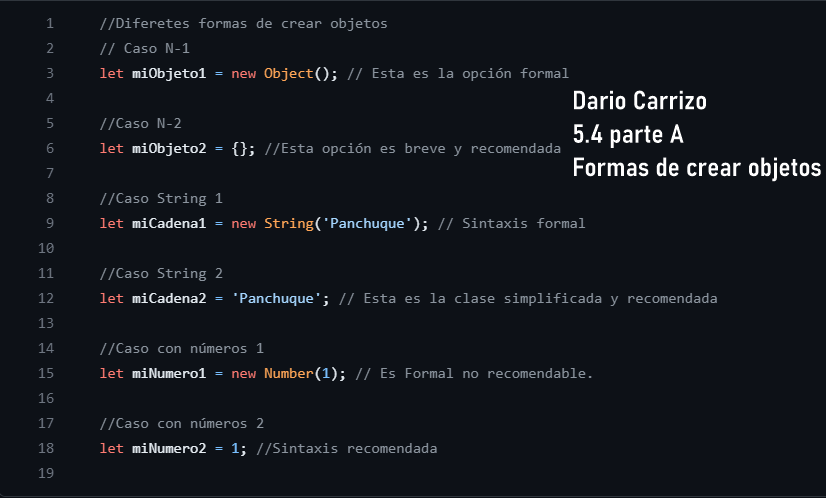 1 //Diferetes formas de crear objetos
2 // Caso N-1
3 let miObjeto1 = new Object(); // Esta es la opción formal
4
5 //Caso N-2
6 let miObjeto2 = {}; //Esta opción es breve y recomendada
7
8 //Caso String 1
9 let miCadena1 = new String('Panchuque'); // Sintaxis formal
10
11 //Caso String 2
12 let miCadena2 = 'Panchuque'; // Esta es la clase simplificada y recomendada
13
14 //Caso con números 1
15 let miNumero1 = new Number(1); // Es Formal no recomendable.
16
17 //Caso con números 2
18 let miNumero2 = 1; //Sintaxis recomendada
19
Dario Carrizo
5.4 parte A
Formas de crear objetos